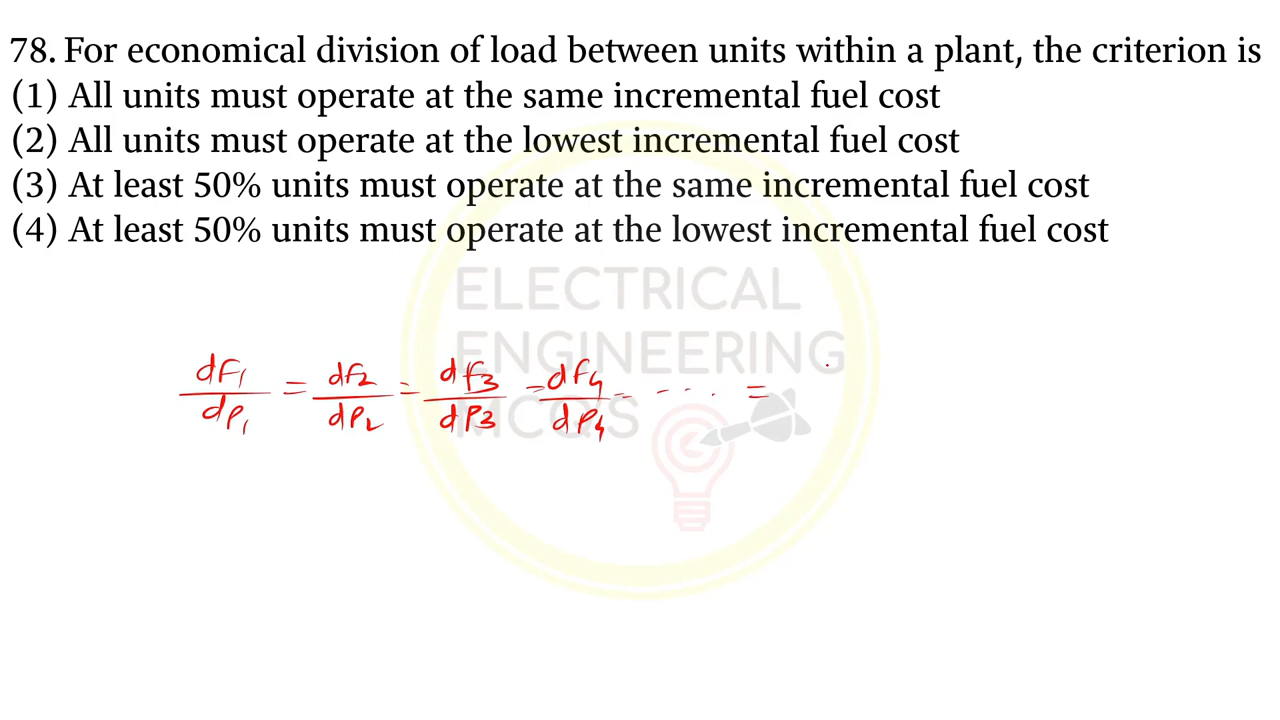 78. For economical division of load between units within a plant, the criterion is
(1) All units must operate at the same incremental fuel cost
(2) All units must operate at the lowest incremental fuel cost
(3) At least 50% units must operate at the same incremental fuel cost
(4) At least 50% units must operate at the lowest incremental fuel cost
ELECTRICAL
ENGINEERING
dF1/dP1 = dF2/dP2 = dF3/dP3 = dF4/dP4 = - - - . =
MCQS